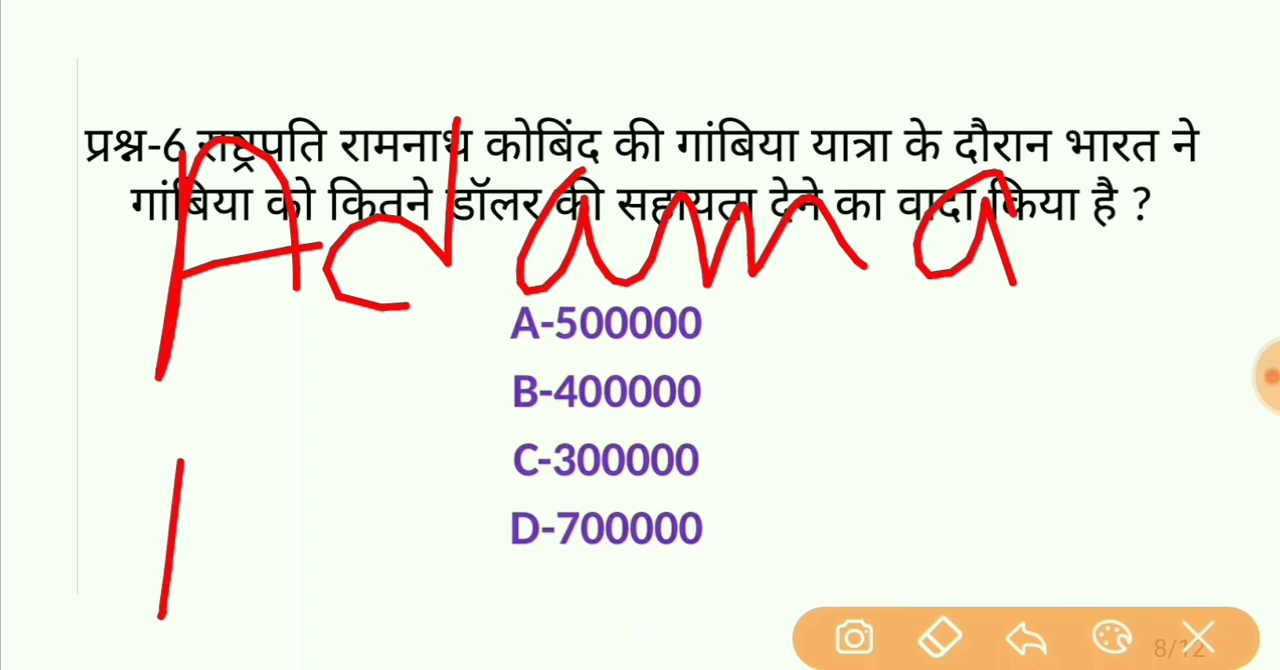 प्रश्न-6 राष्ट्रपति रामनाथ कोबिंद की गांबिया यात्रा के दौरान भारत ने
गांबिया को कितने डॉलर की सहायता देने का वादा किया है ?
Adama
A-500000
B-400000
C-300000
D-700000
8/12